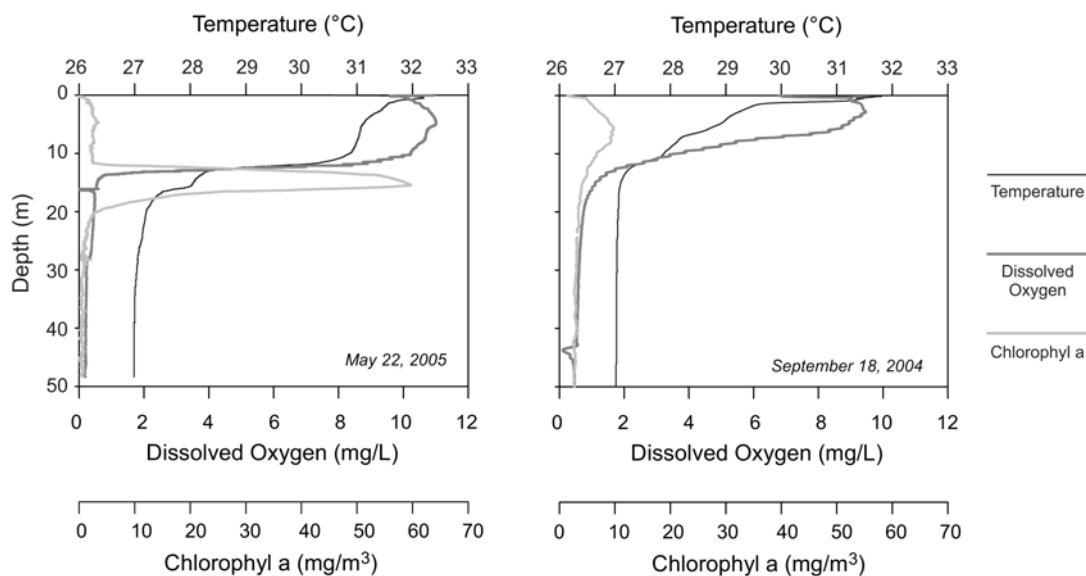 Temperature (°C)
26 27 28 29 30 31 32 33
0
10
20
30
40
50
Depth (m)
May 22, 2005
0 2 4 6 8 10 12
Dissolved Oxygen (mg/L)
0 10 20 30 40 50 60 70
Chlorophyl a (mg/m³)
Temperature (°C)
26 27 28 29 30 31 32 33
September 18, 2004
0 2 4 6 8 10 12
Dissolved Oxygen (mg/L)
0 10 20 30 40 50 60 70
Chlorophyl a (mg/m³)
Temperature
Dissolved
Oxygen
Chlorophyl a